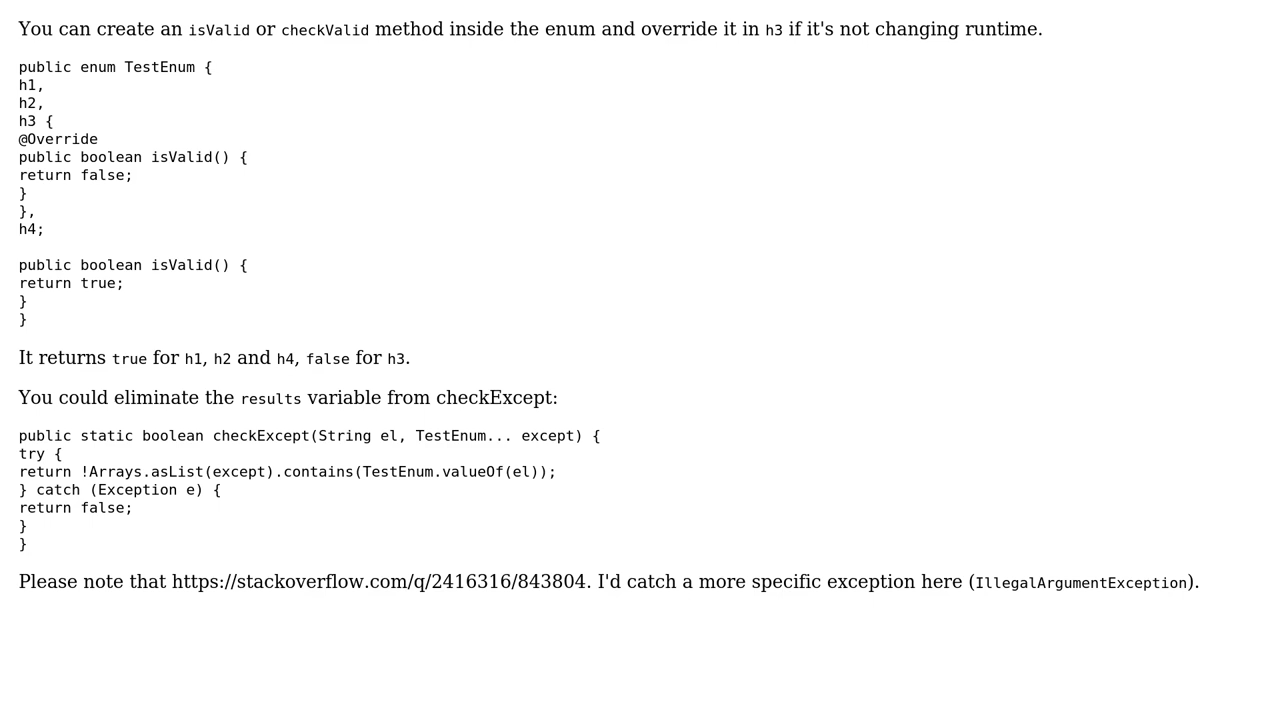 You can create an isValid or checkValid method inside the enum and override it in h3 if it's not changing runtime.
public enum TestEnum {
h1,
h2,
h3 {
@Override
public boolean isValid() {
return false;
}
},
h4;
public boolean isValid() {
return true;
}
}
It returns true for h1, h2 and h4, false for h3.
You could eliminate the results variable from checkExcept:
public static boolean checkExcept(String el, TestEnum... except) {
try {
return !Arrays.asList(except).contains(TestEnum.valueOf(el));
} catch (Exception e) {
return false;
}
}
Please note that https://stackoverflow.com/q/2416316/843804. I'd catch a more specific exception here (IllegalArgumentException).